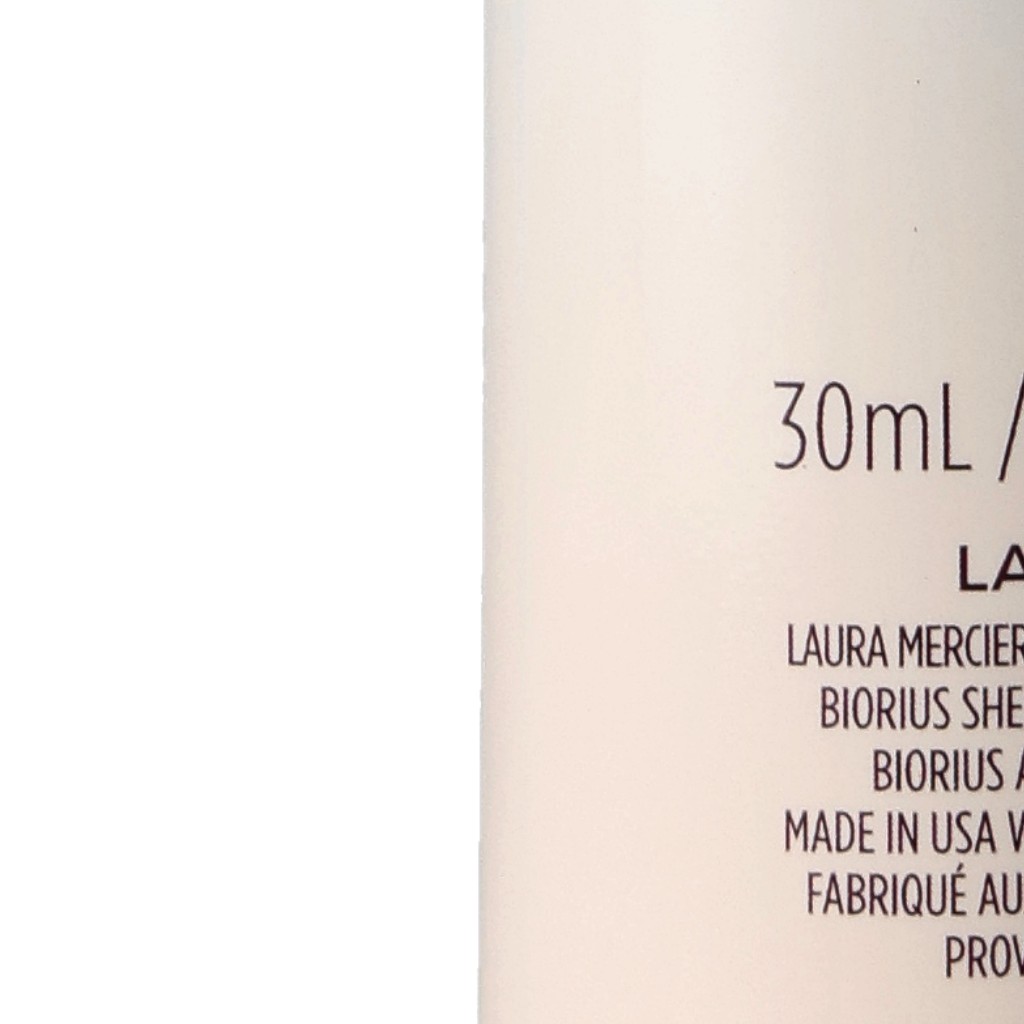 30mL /
LA
LAURA MERCIER
BIORIUS SHE
BIORIUS A
MADE IN USA
FABRIQUÉ AU
PROV